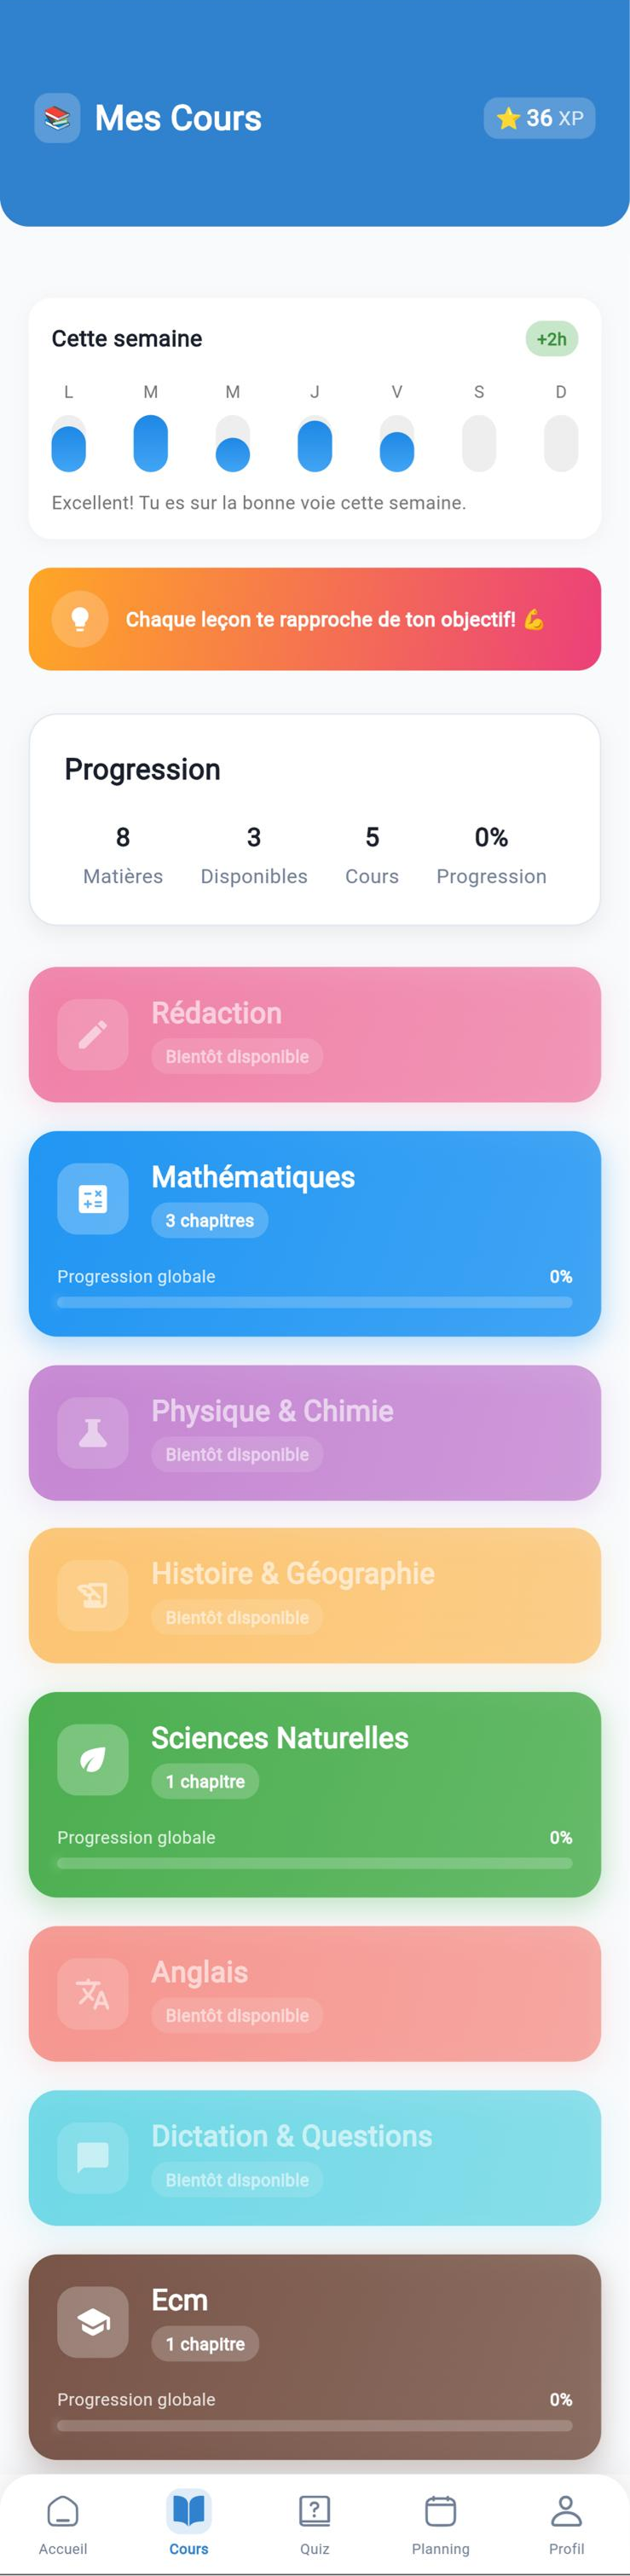 Mes Cours
36 XP
Cette semaine
+2h
L M M J V S D
Excellent! Tu es sur la bonne voie cette semaine.
Chaque leçon te rapproche de ton objectif! 💪
Progression
8 3 5 0%
Matières Disponibles Cours Progression
Rédaction
Bientôt disponible
Mathématiques
3 chapitres
Progression globale 0%
Physique & Chimie
Bientôt disponible
Histoire & Géographie
Bientôt disponible
Sciences Naturelles
1 chapitre
Progression globale 0%
Anglais
Bientôt disponible
Dictation & Questions
Bientôt disponible
Ecm
1 chapitre
Progression globale 0%
Accueil Cours Quiz Planning Profil